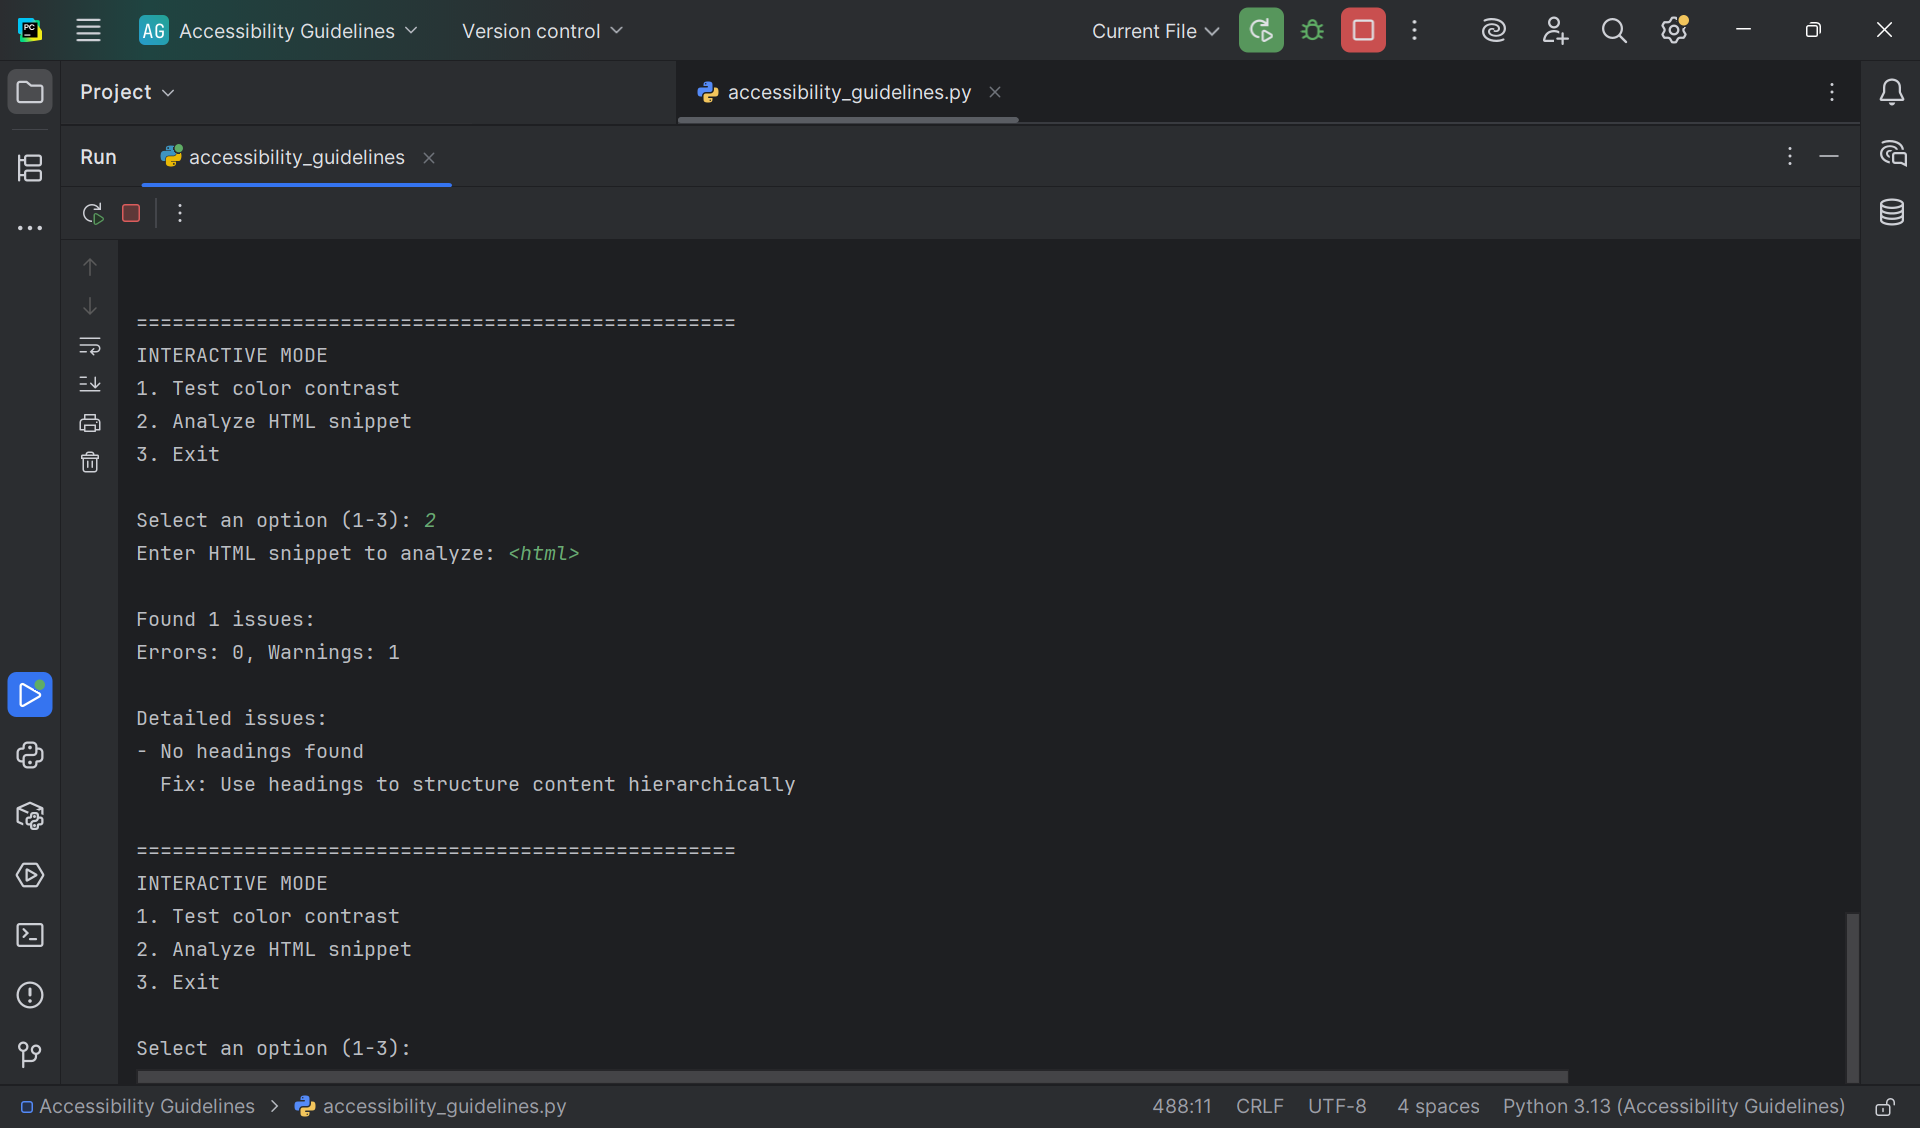 PC
AG Accessibility Guidelines
Version control
Current File
Project
accessibility_guidelines.py
Run
accessibility_guidelines
==================================================
INTERACTIVE MODE
1. Test color contrast
2. Analyze HTML snippet
3. Exit
Select an option (1-3): 2
Enter HTML snippet to analyze: <html>
Found 1 issues:
Errors: 0, Warnings: 1
Detailed issues:
- No headings found
  Fix: Use headings to structure content hierarchically
==================================================
INTERACTIVE MODE
1. Test color contrast
2. Analyze HTML snippet
3. Exit
Select an option (1-3):
Accessibility Guidelines > accessibility_guidelines.py
488:11 CRLF UTF-8 4 spaces Python 3.13 (Accessibility Guidelines)